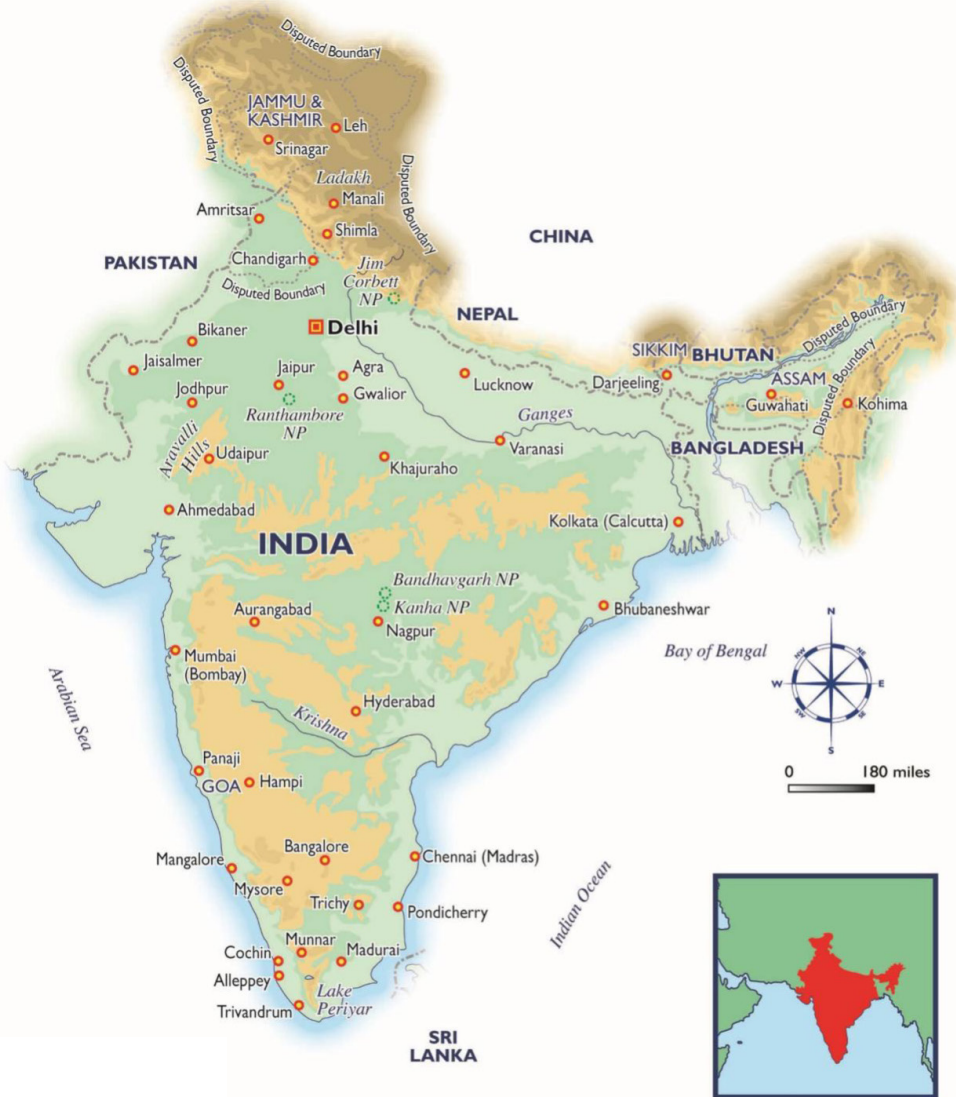 Disputed Boundary
Disputed Boundary
JAMMU &
KASHMIR
Leh
Srinagar
Disputed Boundary
Ladakh
Manali
Amritsar
Shimla
CHINA
PAKISTAN
Chandigarh
Jim
Corbett
NP
Disputed Boundary
NEPAL
Delhi
Bikaner
Disputed Boundary
SIKKIM
BHUTAN
Jaisalmer
Jaipur
Agra
Lucknow
Darjeeling
ASSAM
Jodhpur
Gwalior
Guwahati
Disputed Boundary
Kohima
Ranthambore
NP
Ganges
Aravalli
Hills
Udaipur
Varanasi
BANGLADESH
Khajuraho
Ahmedabad
Kolkata (Calcutta)
INDIA
Bandhavgarh NP
Kanha NP
Aurangabad
Nagpur
Bhubaneshwar
N
Mumbai
(Bombay)
Bay of Bengal
NW
NE
Arabian Sea
W
E
Hyderabad
SW
SE
Krishna
S
Panaji
GOA
Hampi
0
180 miles
Bangalore
Chennai (Madras)
Mangalore
Mysore
Trichy
Pondicherry
Indian Ocean
Munnar
Cochin
Madurai
Alleppey
Lake
Periyar
Trivandrum
SRI
LANKA